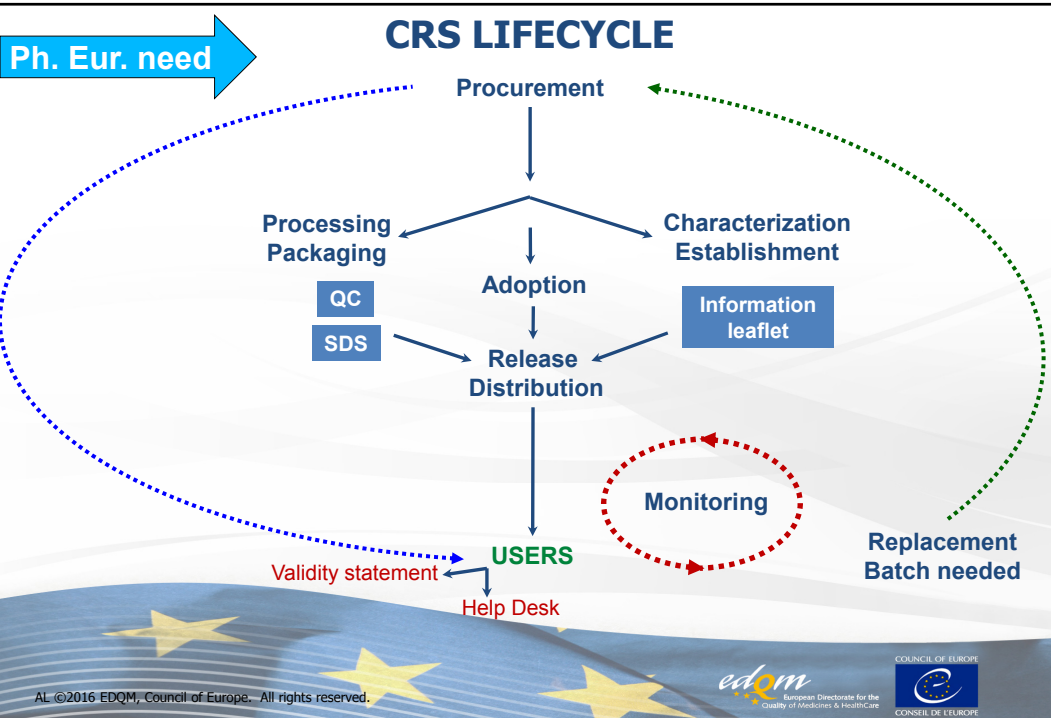 CRS LIFECYCLE
Ph. Eur. need
Procurement
Processing
Packaging
Characterization
Establishment
Adoption
QC
SDS
Information
leaflet
Release
Distribution
Monitoring
USERS
Validity statement
Help Desk
Replacement
Batch needed
AL ©2016 EDQM, Council of Europe. All rights reserved.
edqm
European Directorate for the
Quality of Medicines & HealthCare
COUNCIL OF EUROPE
CONSEIL DE L'EUROPE